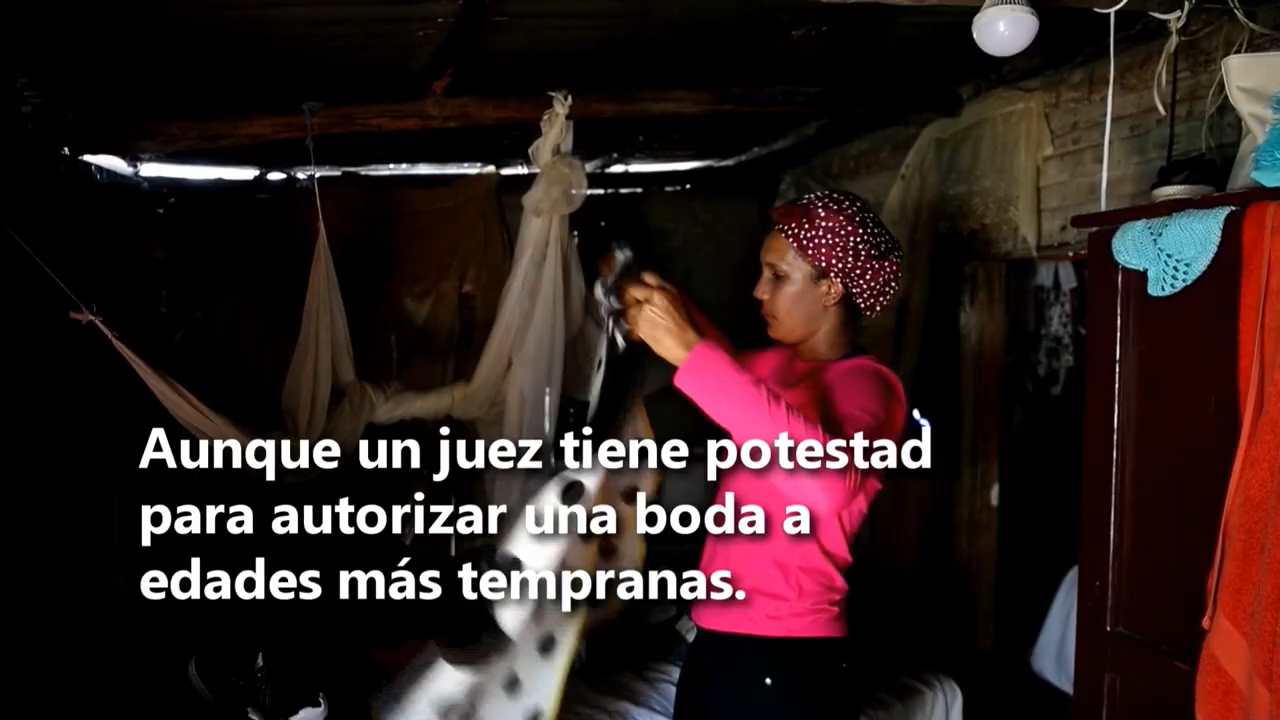 Aunque un juez tiene potestad
para autorizar una boda a
edades más tempranas.